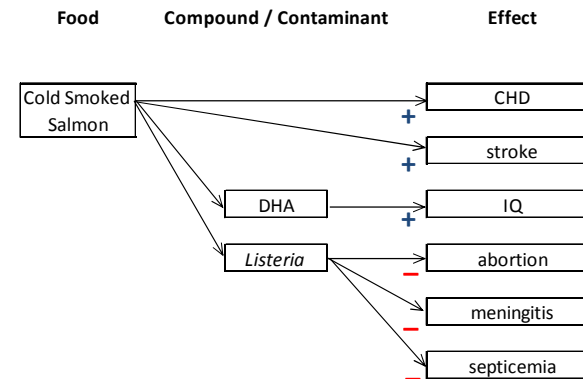 Food Compound / Contaminant Effect
Cold Smoked
Salmon
CHD
+
stroke
+
DHA
IQ
+
Listeria
abortion
–
meningitis
–
septicemia
–